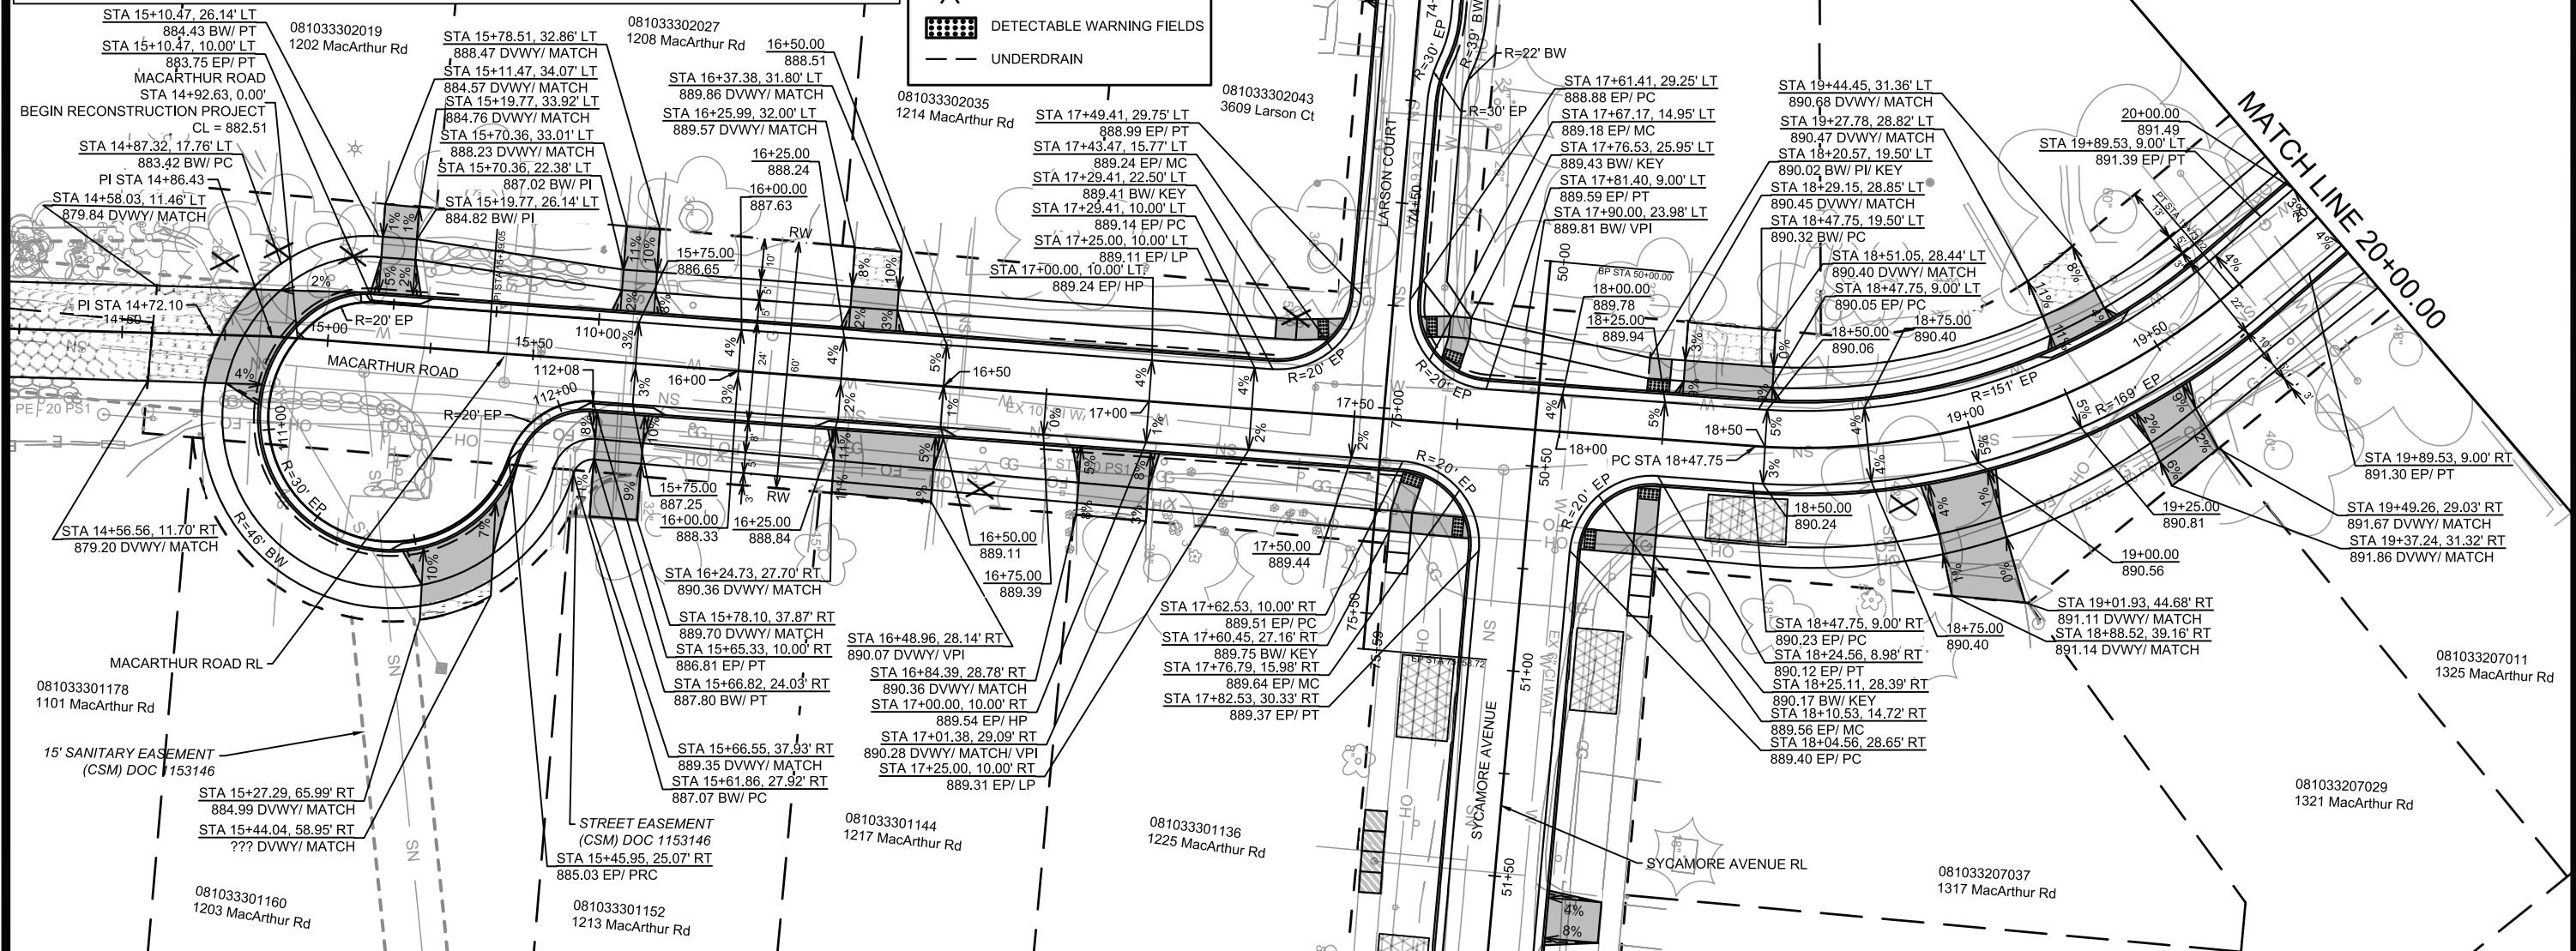 DETECTABLE WARNING FIELDS
UNDERDRAIN
STA 15+10.47, 26.14' LT
884.43 BW/ PT
STA 15+10.47, 10.00' LT
883.75 EP/ PT
MACARTHUR ROAD
STA 14+92.63, 0.00'
BEGIN RECONSTRUCTION PROJECT
CL = 882.51
STA 14+87.32, 17.76' LT
883.42 BW/ PC
PI STA 14+86.43
STA 14+58.03, 11.46' LT
879.84 DVWY/ MATCH
PI STA 14+72.10
14+50
081033302019
1202 MacArthur Rd
STA 15+78.51, 32.86' LT
888.47 DVWY/ MATCH
STA 15+11.47, 34.07' LT
884.57 DVWY/ MATCH
STA 15+19.77, 33.92' LT
884.76 DVWY/ MATCH
STA 15+70.36, 33.01' LT
888.23 DVWY/ MATCH
STA 15+70.36, 22.38' LT
887.02 BW/ PI
STA 15+19.77, 26.14' LT
884.82 BW/ PI
081033302027
1208 MacArthur Rd
16+50.00
888.51
STA 16+37.38, 31.80' LT
889.86 DVWY/ MATCH
STA 16+25.99, 32.00' LT
889.57 DVWY/ MATCH
16+25.00
888.24
16+00.00
887.63
15+75.00
886.65
RW
081033302035
1214 MacArthur Rd
STA 17+49.41, 29.75' LT
888.99 EP/ PT
STA 17+43.47, 15.77' LT
889.24 EP/ MC
STA 17+29.41, 22.50' LT
889.41 BW/ KEY
STA 17+29.41, 10.00' LT
889.14 EP/ PC
STA 17+25.00, 10.00' LT
889.11 EP/ LP
STA 17+00.00, 10.00' LT
889.24 EP/ HP
081033302043
3609 Larson Ct
LARSON COURT
74+50
75+00
R=30' EP
R=39' BW
R=22' BW
R=30' EP
STA 17+61.41, 29.25' LT
888.88 EP/ PC
STA 17+67.17, 14.95' LT
889.18 EP/ MC
STA 17+76.53, 25.95' LT
889.43 BW/ KEY
STA 17+81.40, 9.00' LT
889.59 EP/ PT
STA 17+90.00, 23.98' LT
889.81 BW/ VPI
50+00
BP STA 50+00.00
18+00.00
889.78
18+25.00
889.94
STA 19+44.45, 31.36' LT
890.68 DVWY/ MATCH
STA 19+27.78, 28.82' LT
890.47 DVWY/ MATCH
STA 18+20.57, 19.50' LT
890.02 BW/ PI/ KEY
STA 18+29.15, 28.85' LT
890.45 DVWY/ MATCH
STA 18+47.75, 19.50' LT
890.32 BW/ PC
STA 18+51.05, 28.44' LT
890.40 DVWY/ MATCH
STA 18+47.75, 9.00' LT
890.05 EP/ PC
18+50.00
890.06
18+75.00
890.40
20+00.00
891.49
STA 19+89.53, 9.00' LT
891.39 EP/ PT
MATCH LINE 20+00.00
R=20' EP
15+00
MACARTHUR ROAD
15+50
110+00
112+08
112+00
111+00
16+00
16+50
17+00
17+50
18+00
18+50
19+00
19+50
R=20' EP
R=30' EP
R=46' BW
R=20' EP
R=20' EP
R=20' EP
R=20' EP
R=151' EP
R=169' EP
PC STA 18+47.75
50+50
STA 14+56.56, 11.70' RT
879.20 DVWY/ MATCH
15+75.00
887.25
16+00.00
888.33
RW
16+25.00
888.84
STA 16+24.73, 27.70' RT
890.36 DVWY/ MATCH
STA 15+78.10, 37.87' RT
889.70 DVWY/ MATCH
STA 15+65.33, 10.00' RT
886.81 EP/ PT
STA 15+66.82, 24.03' RT
887.80 BW/ PT
STA 15+66.55, 37.93' RT
889.35 DVWY/ MATCH
STA 15+61.86, 27.92' RT
887.07 BW/ PC
16+50.00
889.11
16+75.00
889.39
STA 16+48.96, 28.14' RT
890.07 DVWY/ VPI
STA 16+84.39, 28.78' RT
890.36 DVWY/ MATCH
STA 17+00.00, 10.00' RT
889.54 EP/ HP
STA 17+01.38, 29.09' RT
890.28 DVWY/ MATCH/ VPI
STA 17+25.00, 10.00' RT
889.31 EP/ LP
17+50.00
889.44
STA 17+62.53, 10.00' RT
889.51 EP/ PC
STA 17+60.45, 27.16' RT
889.75 BW/ KEY
STA 17+76.79, 15.98' RT
889.64 EP/ MC
STA 17+82.53, 30.33' RT
889.37 EP/ PT
75+50
75+59
51+00
51+50
SYCAMORE AVENUE
SYCAMORE AVENUE RL
18+50.00
890.24
STA 18+47.75, 9.00' RT
890.23 EP/ PC
STA 18+24.56, 8.98' RT
890.12 EP/ PT
STA 18+25.11, 28.39' RT
890.17 BW/ KEY
STA 18+10.53, 14.72' RT
889.56 EP/ MC
STA 18+04.56, 28.65' RT
889.40 EP/ PC
18+75.00
890.40
19+00.00
890.56
19+25.00
890.81
STA 19+01.93, 44.68' RT
891.11 DVWY/ MATCH
STA 18+88.52, 39.16' RT
891.14 DVWY/ MATCH
STA 19+89.53, 9.00' RT
891.30 EP/ PT
STA 19+49.26, 29.03' RT
891.67 DVWY/ MATCH
STA 19+37.24, 31.32' RT
891.86 DVWY/ MATCH
MACARTHUR ROAD RL
081033301178
1101 MacArthur Rd
15' SANITARY EASEMENT
(CSM) DOC 1153146
STA 15+27.29, 65.99' RT
884.99 DVWY/ MATCH
STA 15+44.04, 58.95' RT
??? DVWY/ MATCH
STREET EASEMENT
(CSM) DOC 1153146
STA 15+45.95, 25.07' RT
885.03 EP/ PRC
081033301160
1203 MacArthur Rd
081033301152
1213 MacArthur Rd
081033301144
1217 MacArthur Rd
081033301136
1225 MacArthur Rd
081033207037
1317 MacArthur Rd
081033207029
1321 MacArthur Rd
081033207011
1325 MacArthur Rd
4%
8%